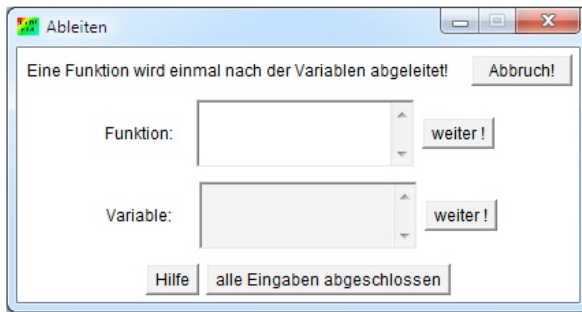 Ableiten
Eine Funktion wird einmal nach der Variablen abgeleitet! Abbruch!
Funktion: weiter !
Variable: weiter !
Hilfe alle Eingaben abgeschlossen